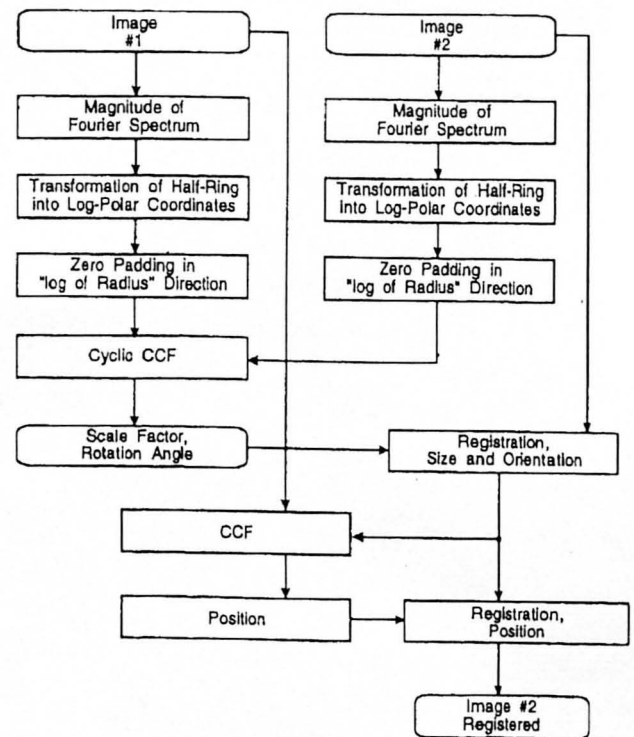 Image
#1
Image
#2
Magnitude of
Fourier Spectrum
Magnitude of
Fourier Spectrum
Transformation of Half-Ring
into Log-Polar Coordinates
Transformation of Half-Ring
into Log-Polar Coordinates
Zero Padding in
"log of Radius" Direction
Zero Padding in
"log of Radius" Direction
Cyclic CCF
Scale Factor,
Rotation Angle
Registration,
Size and Orientation
CCF
Position
Registration,
Position
Image #2
Registered